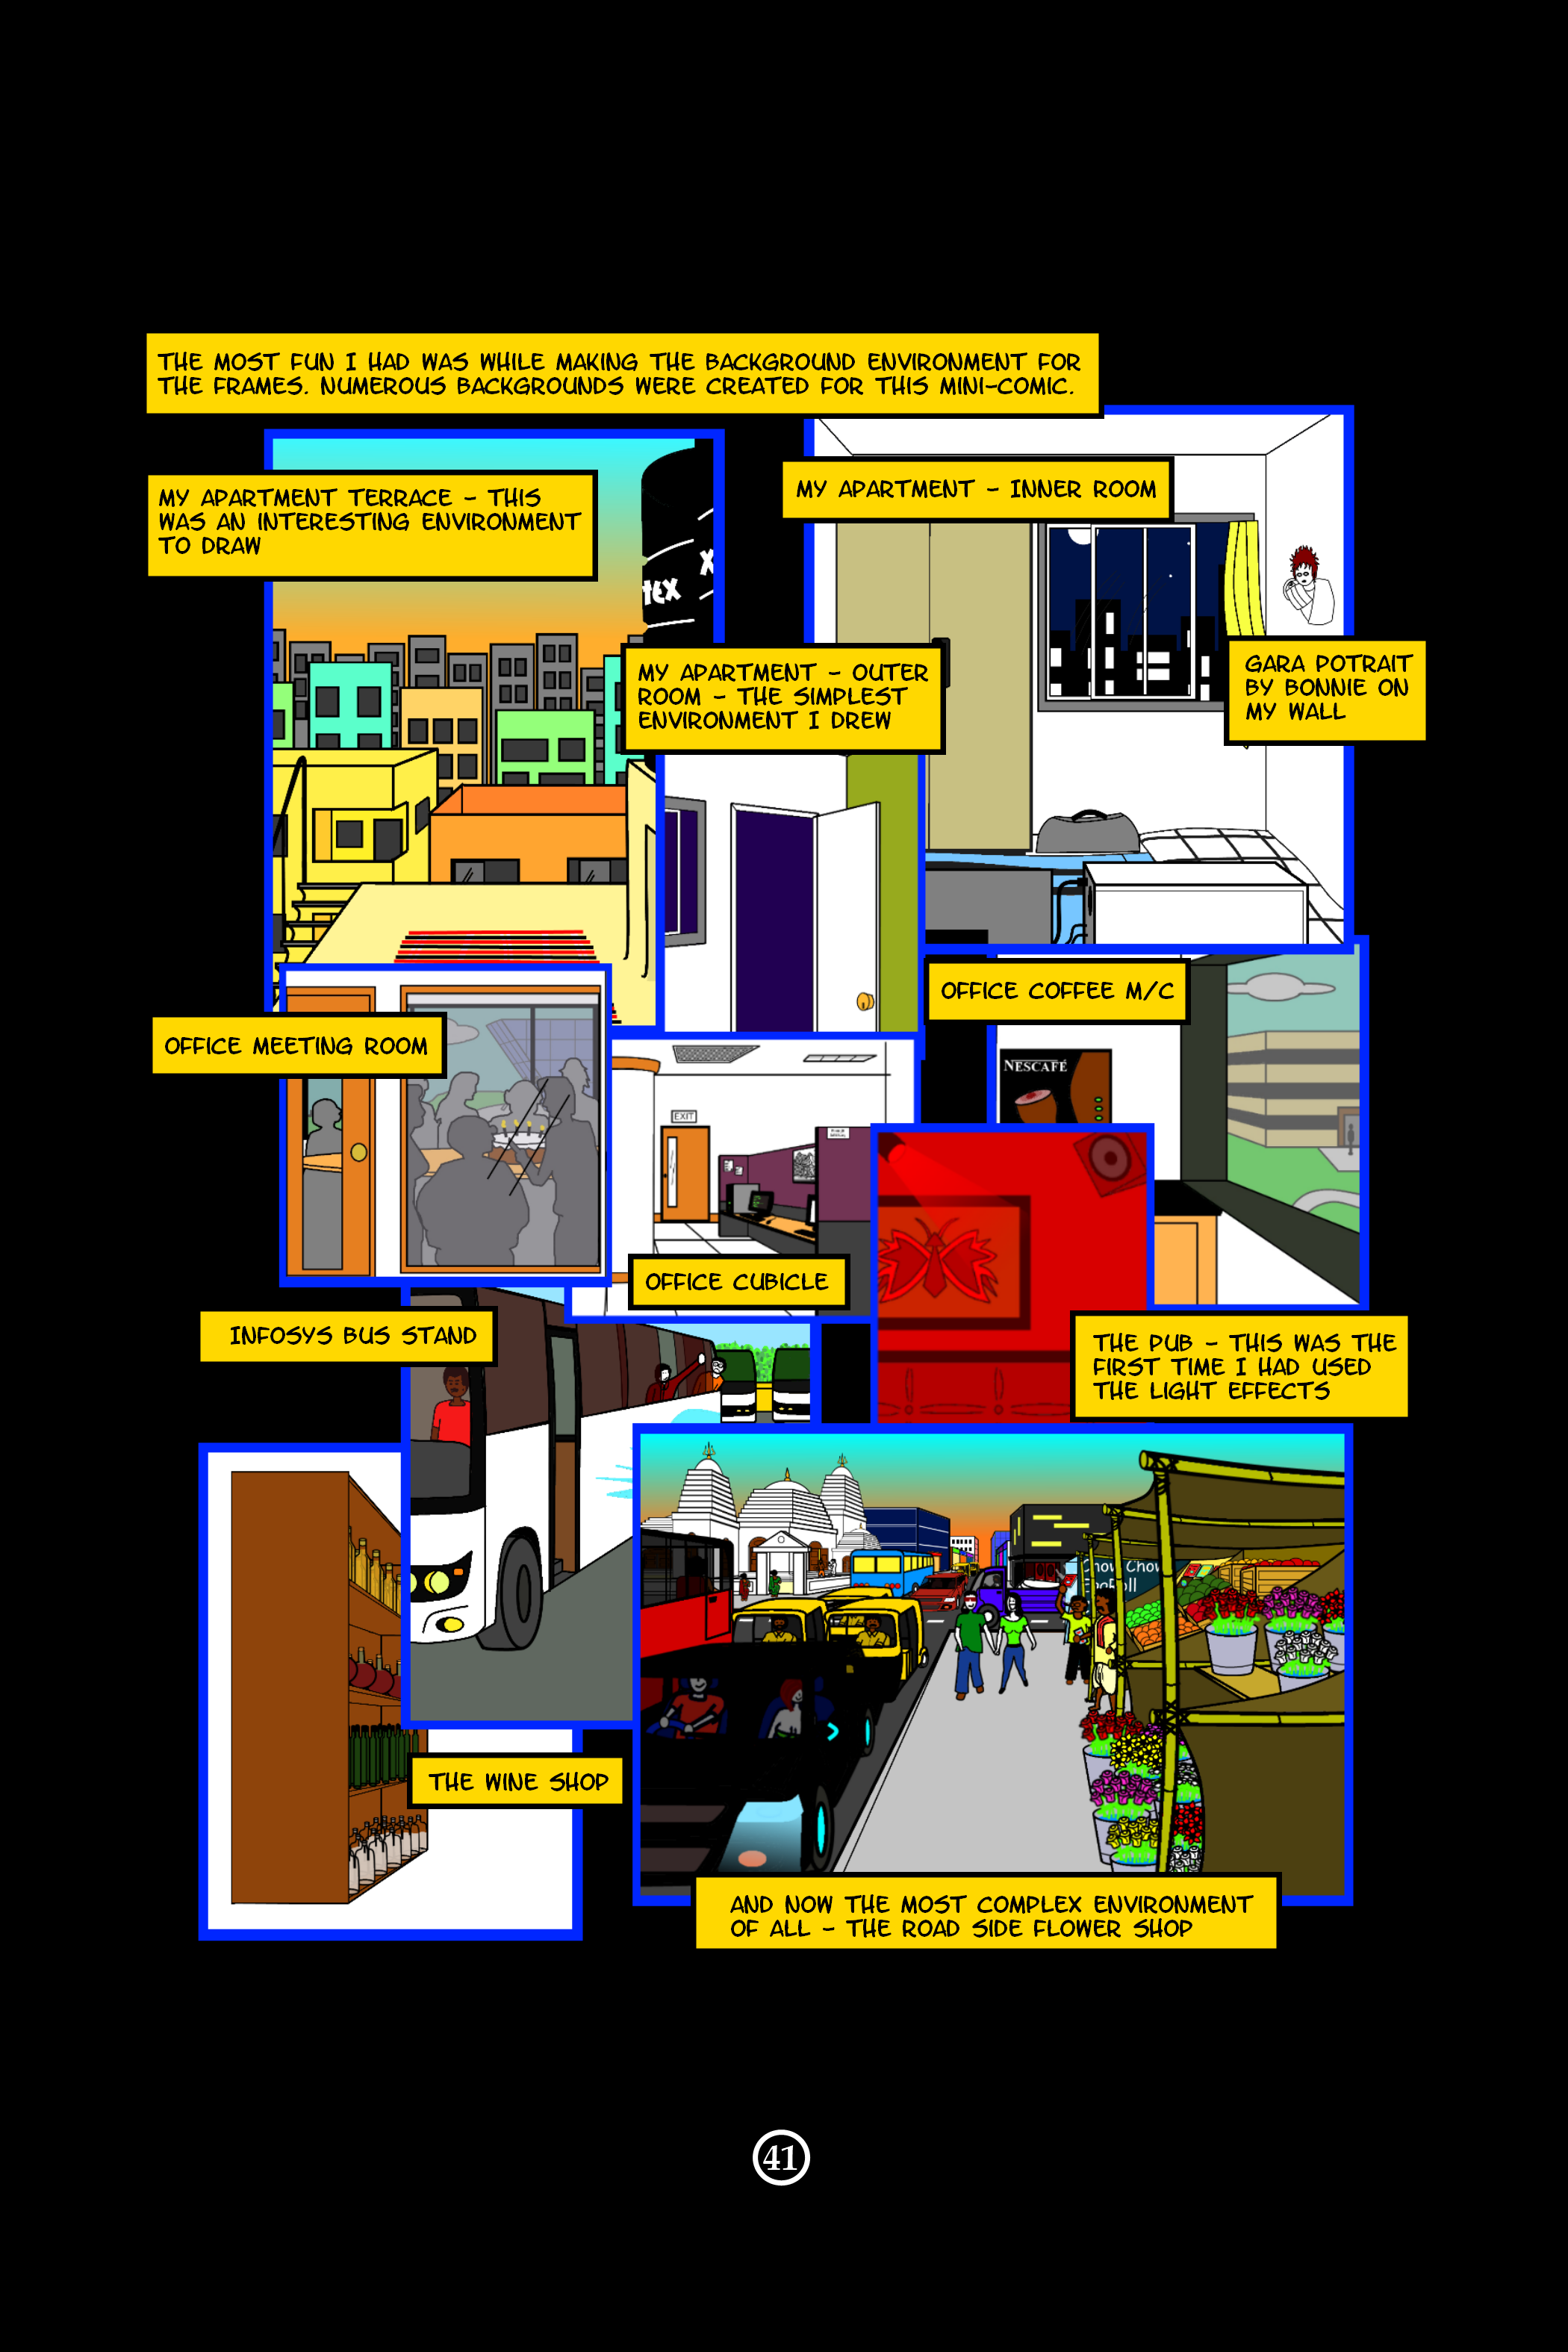 THE MOST FUN I HAD WAS WHILE MAKING THE BACKGROUND ENVIRONMENT FOR
THE FRAMES. NUMEROUS BACKGROUNDS WERE CREATED FOR THIS MINI-COMIC.
MY APARTMENT TERRACE - THIS
WAS AN INTERESTING ENVIRONMENT
TO DRAW
MY APARTMENT - INNER ROOM
TEX
MY APARTMENT - OUTER
ROOM - THE SIMPLEST
ENVIRONMENT I DREW
GARA POTRAIT
BY BONNIE ON
MY WALL
OFFICE COFFEE M/C
OFFICE MEETING ROOM
NESCAFÉ
EXIT
OFFICE CUBICLE
INFOSYS BUS STAND
THE PUB - THIS WAS THE
FIRST TIME I HAD USED
THE LIGHT EFFECTS
Chow Chow
THE WINE SHOP
AND NOW THE MOST COMPLEX ENVIRONMENT
OF ALL - THE ROAD SIDE FLOWER SHOP
41